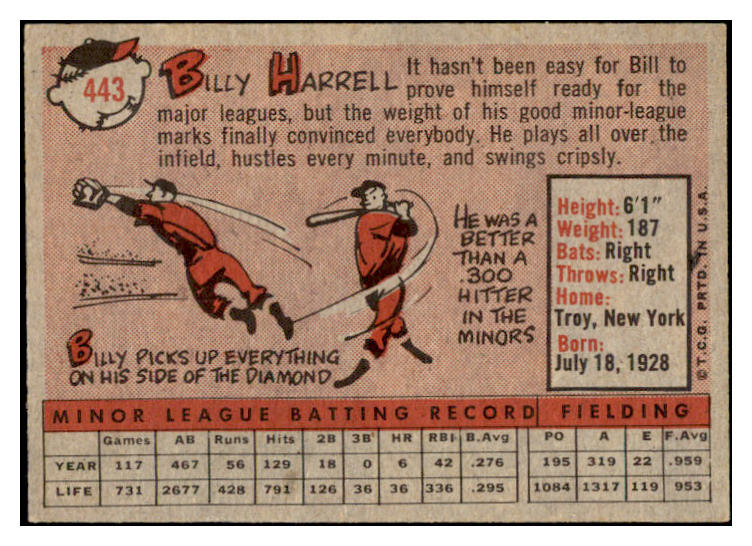 443
BILLY HARRELL
It hasn't been easy for Bill to
prove himself ready for the
major leagues, but the weight of his good minor-league
marks finally convinced everybody. He plays all over the
infield, hustles every minute, and swings cripsly.
HE WAS A
BETTER
THAN A
.300
HITTER
IN THE
MINORS
BILLY PICKS UP EVERYTHING
ON HIS SIDE OF THE DIAMOND
Height: 6'1"
Weight: 187
Bats: Right
Throws: Right
Home:
Troy, New York
Born:
July 18, 1928
© T.C.G. PRTD. IN U.S.A.
MINOR LEAGUE BATTING RECORD FIELDING
Games AB Runs Hits 2B 3B HR RBI B.Avg PO A E F.Avg
YEAR 117 467 56 129 18 0 6 42 .276 195 319 22 .959
LIFE 731 2677 428 791 126 36 36 336 .295 1084 1317 119 953